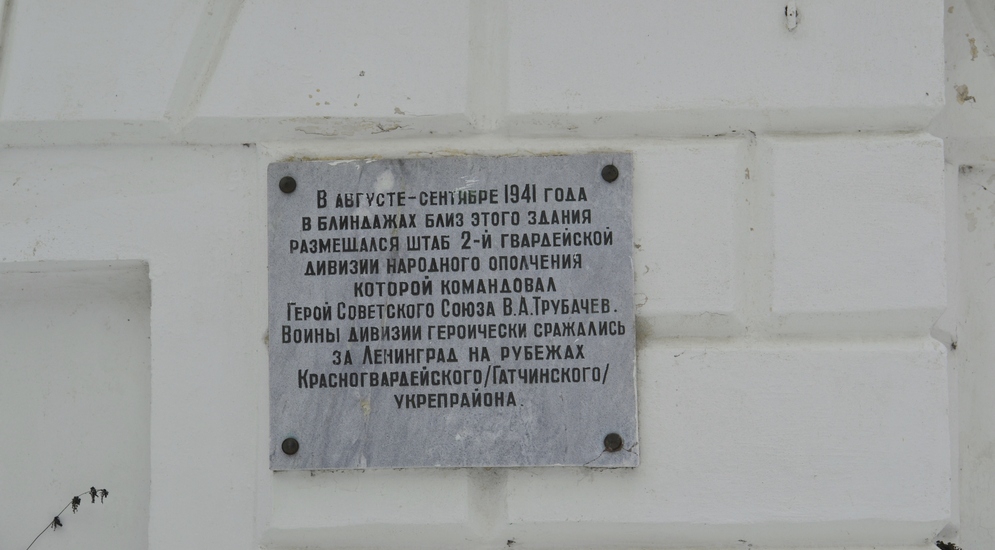 В АВГУСТЕ-СЕНТЯБРЕ 1941 ГОДА
В БЛИНДАЖАХ БЛИЗ ЭТОГО ЗДАНИЯ
РАЗМЕЩАЛСЯ ШТАБ 2-Й ГВАРДЕЙСКОЙ
ДИВИЗИИ НАРОДНОГО ОПОЛЧЕНИЯ
КОТОРОЙ КОМАНДОВАЛ
ГЕРОЙ СОВЕТСКОГО СОЮЗА В.А.ТРУБАЧЕВ.
ВОИНЫ ДИВИЗИИ ГЕРОИЧЕСКИ СРАЖАЛИСЬ
ЗА ЛЕНИНГРАД НА РУБЕЖАХ
КРАСНОГВАРДЕЙСКОГО/ГАТЧИНСКОГО/
УКРЕПРАЙОНА.